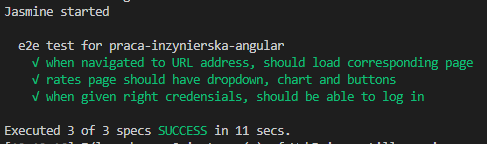 Jasmine started
e2e test for praca-inzynierska-angular
√ when navigated to URL address, should load corresponding page
√ rates page should have dropdown, chart and buttons
√ when given right credensials, should be able to log in
Executed 3 of 3 specs SUCCESS in 11 secs.